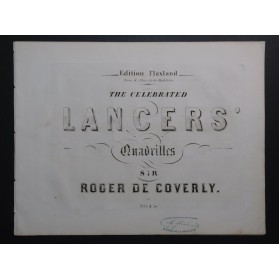 Edition Flaxland
THE CELEBRATED
LANCERS'
Quadrilles
SIR
ROGER DE COVERLY.